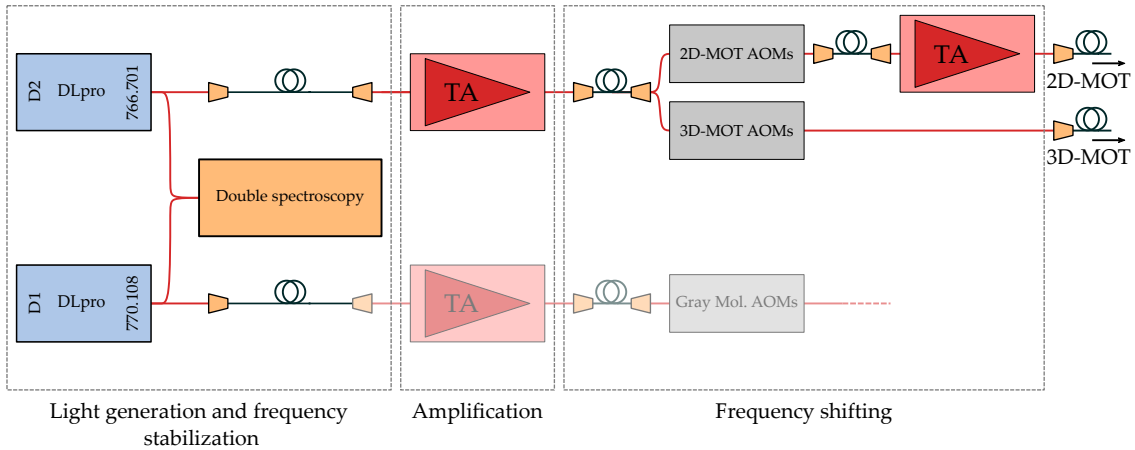 D2
DLpro
766.701
TA
2D-MOT AOMs
TA
2D-MOT
3D-MOT AOMs
3D-MOT
Double spectroscopy
D1
DLpro
770.108
TA
Gray Mol. AOMs
Light generation and frequency
stabilization
Amplification
Frequency shifting